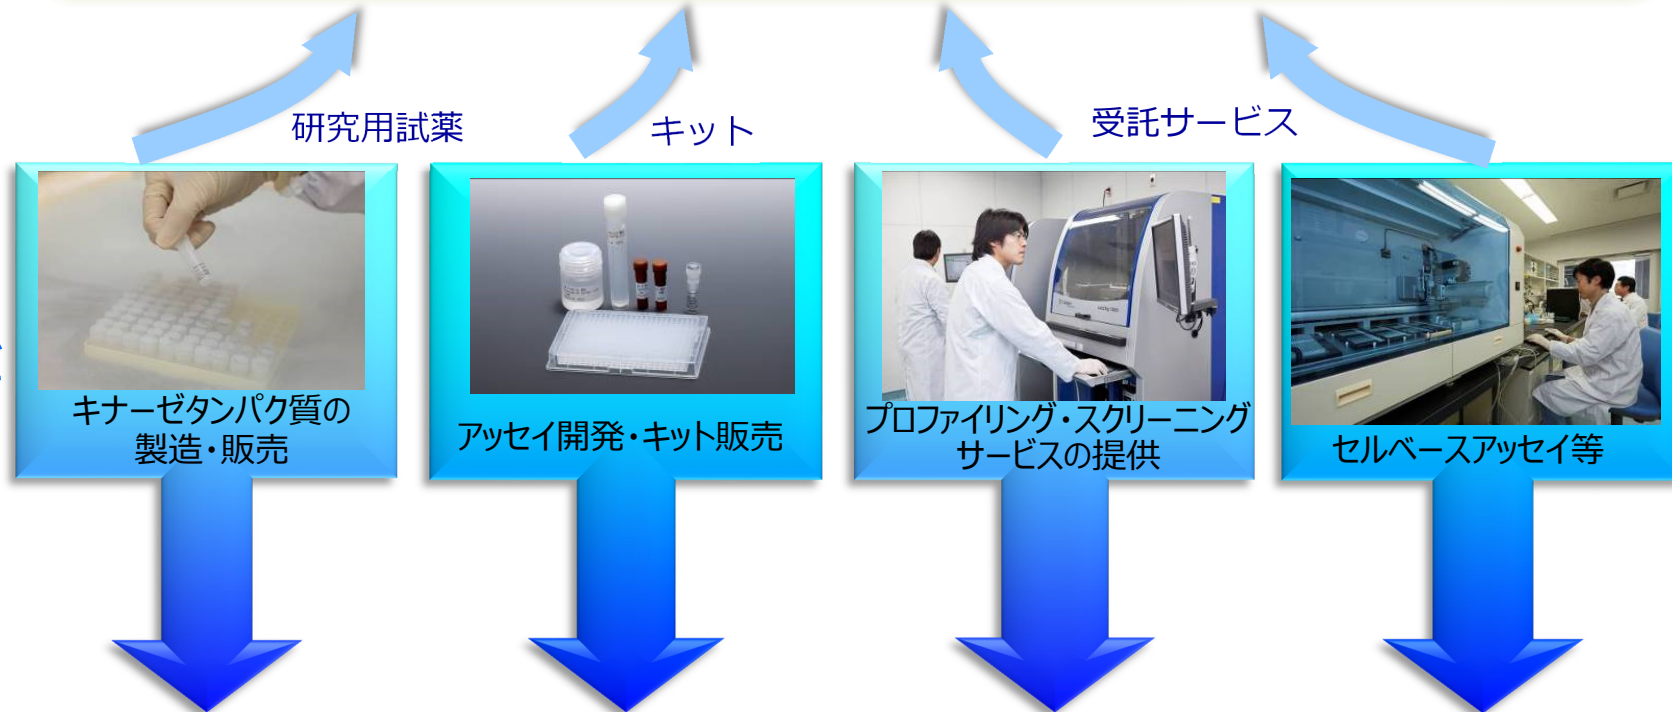 研究用試薬
キット
受託サービス
キナーゼタンパク質の
製造・販売
アッセイ開発・キット販売
プロファイリング・スクリーニング
サービスの提供
セルベースアッセイ等